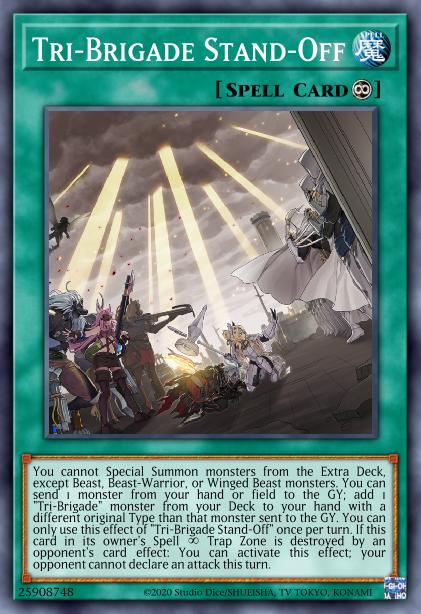 TRI-BRIGADE STAND-OFF
SPELL
魔
[SPELL CARD∞]
You cannot Special Summon monsters from the Extra Deck,
except Beast, Beast-Warrior, or Winged Beast monsters. You can
send 1 monster from your hand or field to the GY; add 1
"Tri-Brigade" monster from your Deck to your hand with a
different original Type than that monster sent to the GY. You can
only use this effect of "Tri-Brigade Stand-Off" once per turn. If this
card in its owner's Spell & Trap Zone is destroyed by an
opponent's card effect: You can activate this effect; your
opponent cannot declare an attack this turn.
25908748
©2020 Studio Dice/SHUEISHA, TV TOKYO, KONAMI